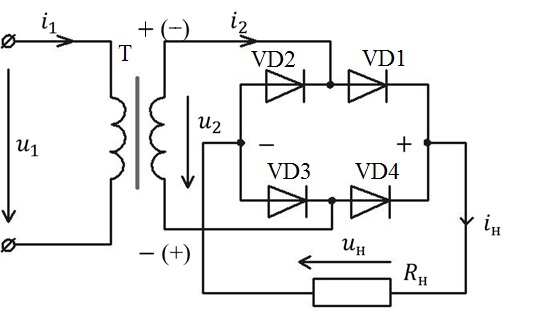 i₁
+ (−)
i₂
T
VD2
VD1
u₁
u₂
−
+
VD3
VD4
− (+)
uн
iн
Rн